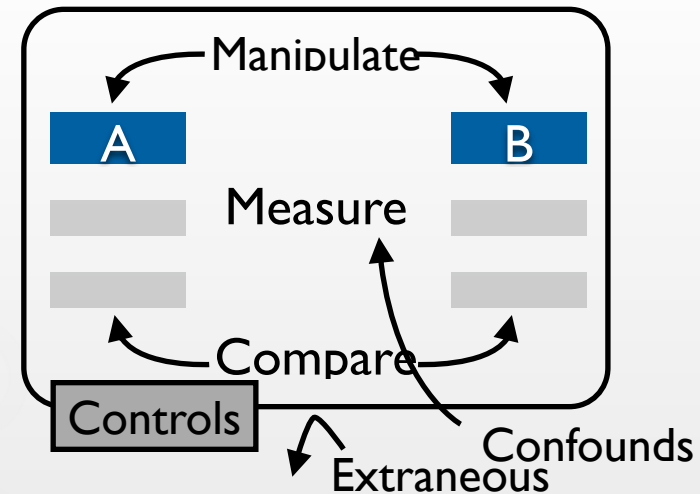 Manipulate
A
B
Measure
Compare
Controls
Confounds
Extraneous